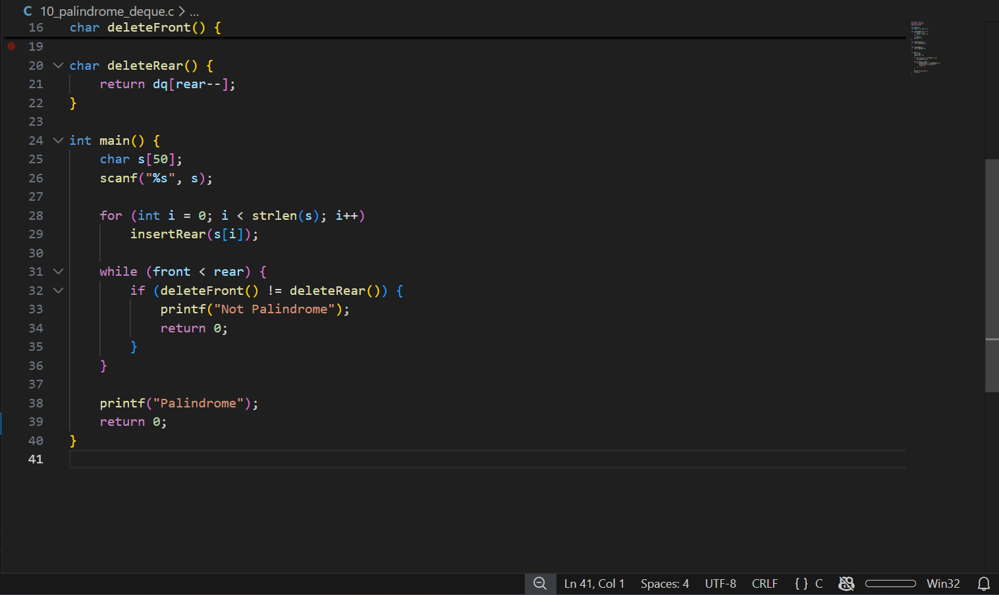 C 10_palindrome_deque.c > ...
16 char deleteFront() {
19
20 char deleteRear() {
21     return dq[rear--];
22 }
23
24 int main() {
25     char s[50];
26     scanf("%s", s);
27
28     for (int i = 0; i < strlen(s); i++)
29         insertRear(s[i]);
30
31     while (front < rear) {
32         if (deleteFront() != deleteRear()) {
33             printf("Not Palindrome");
34             return 0;
35         }
36     }
37
38     printf("Palindrome");
39     return 0;
40 }
41
Ln 41, Col 1 Spaces: 4 UTF-8 CRLF { } C Win32